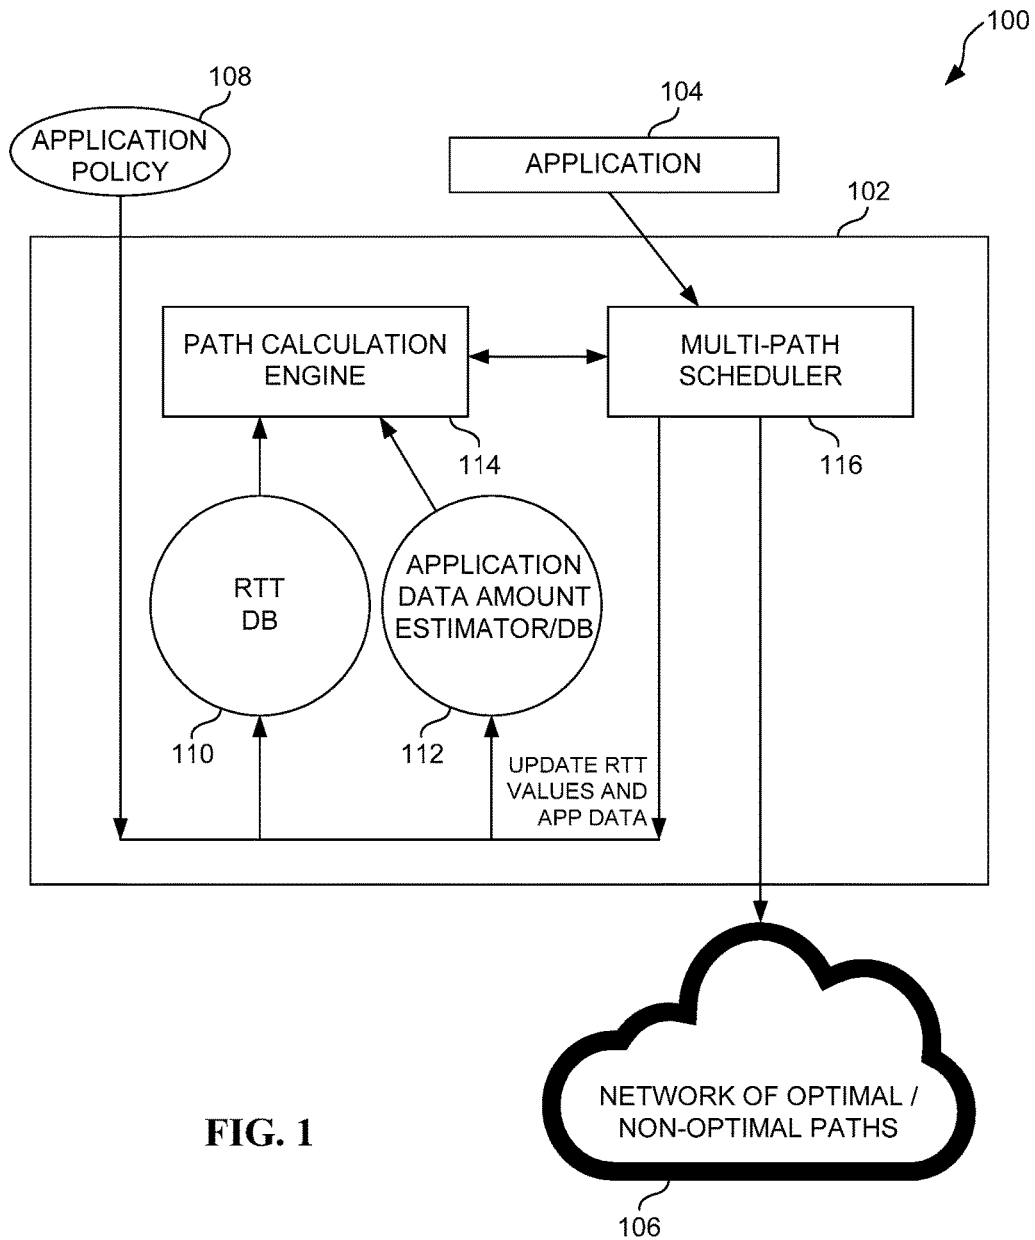 100
108
APPLICATION
POLICY
104
APPLICATION
102
PATH CALCULATION
ENGINE
MULTI-PATH
SCHEDULER
114
116
RTT
DB
APPLICATION
DATA AMOUNT
ESTIMATOR/DB
110
112
UPDATE RTT
VALUES AND
APP DATA
NETWORK OF OPTIMAL /
NON-OPTIMAL PATHS
FIG. 1
106